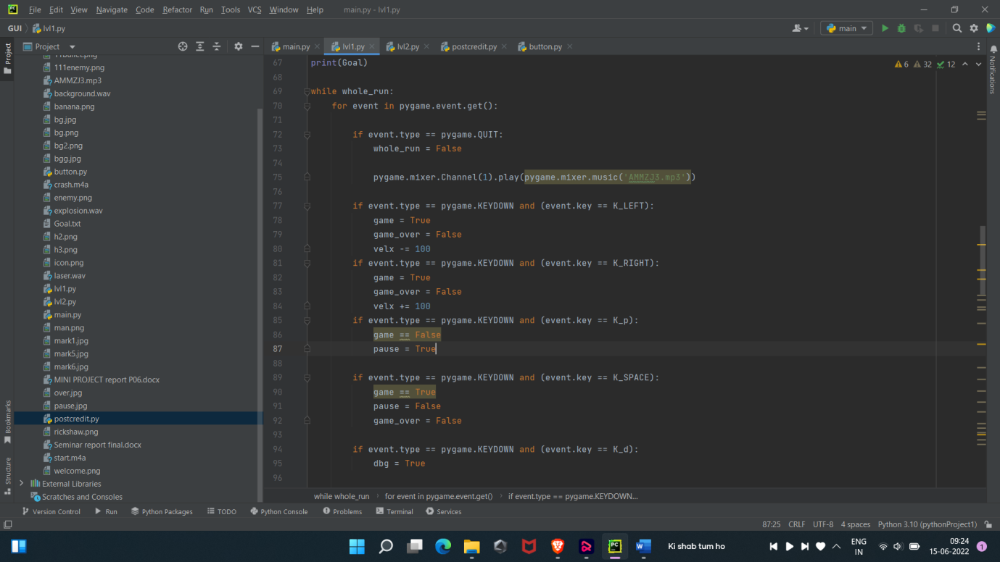 File Edit View Navigate Code Refactor Run Tools VCS Window Help main.py - lvl1.py
GUI lvl1.py main
Project
main.py lvl1.py lvl2.py postcredit.py button.py
Project
111enemy.png
AMMZJ3.mp3
background.wav
banana.png
bg.jpg
bg.png
bg2.png
bgg.jpg
button.py
crash.m4a
enemy.png
explosion.wav
Goal.txt
h2.png
h3.png
icon.png
laser.wav
lvl1.py
lvl2.py
main.py
man.png
mark1.jpg
mark5.jpg
mark6.jpg
MINI PROJECT report P06.docx
over.jpg
pause.jpg
postcredit.py
rickshaw.png
Seminar report final.docx
start.m4a
welcome.png
External Libraries
Scratches and Consoles
Bookmarks
Structure
67 print(Goal)
68
69 while whole_run:
70 for event in pygame.event.get():
71
72 if event.type == pygame.QUIT:
73 whole_run = False
74
75 pygame.mixer.Channel(1).play(pygame.mixer.music('AMMZJ3.mp3'))
76
77 if event.type == pygame.KEYDOWN and (event.key == K_LEFT):
78 game = True
79 game_over = False
80 velx -= 100
81 if event.type == pygame.KEYDOWN and (event.key == K_RIGHT):
82 game = True
83 game_over = False
84 velx += 100
85 if event.type == pygame.KEYDOWN and (event.key == K_p):
86 game == False
87 pause = True
88
89 if event.type == pygame.KEYDOWN and (event.key == K_SPACE):
90 game == True
91 pause = False
92 game_over = False
93
94 if event.type == pygame.KEYDOWN and (event.key == K_d):
95 dbg = True
96
6 32 12
Notifications
while whole_run for event in pygame.event.get() if event.type == pygame.KEYDOWN...
Version Control Run Python Packages TODO Python Console Problems Terminal Services
87:25 CRLF UTF-8 4 spaces Python 3.10 (pythonProject1)
Ki shab tum ho
ENG
IN
09:24
15-06-2022
1